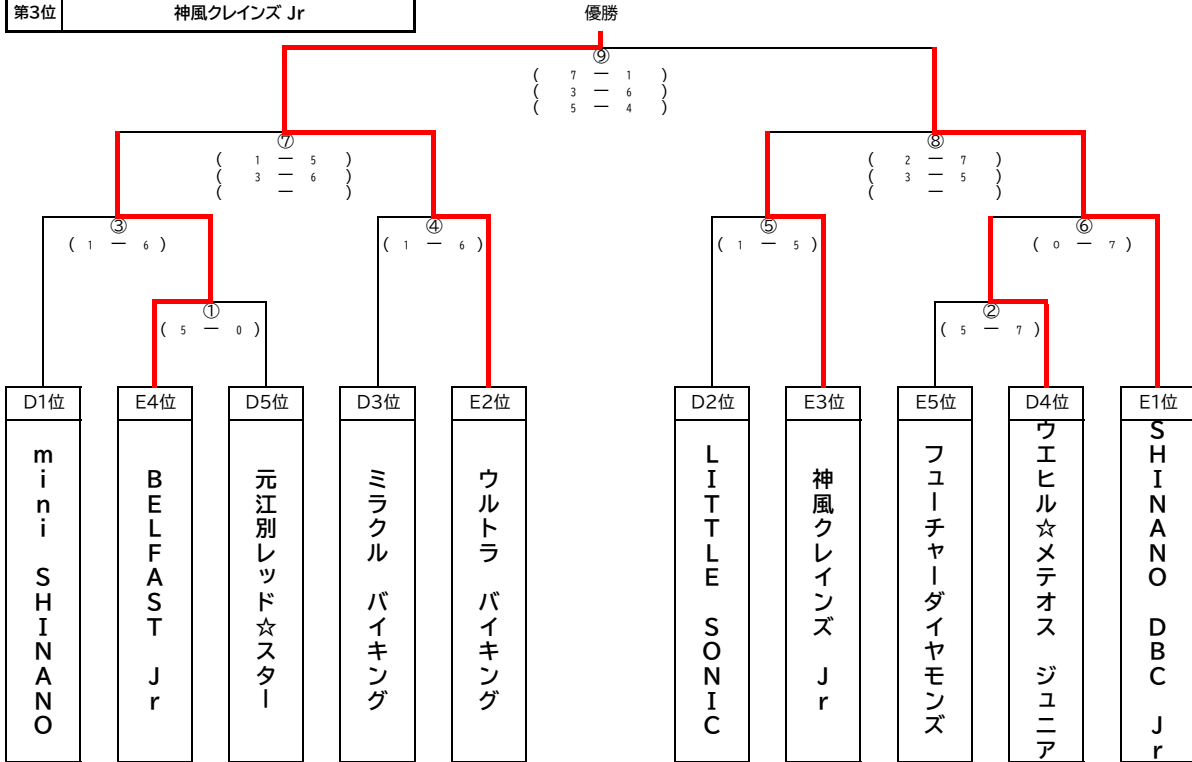 第3位 神風クレインズ Jr
優勝
⑨
( 7 ー 1 )
( 3 ー 6 )
( 5 ー 4 )
⑦
( 1 ー 5 )
( 3 ー 6 )
( ー )
⑧
( 2 ー 7 )
( 3 ー 5 )
( ー )
③
( 1 ー 6 )
④
( 1 ー 6 )
⑤
( 1 ー 5 )
⑥
( 0 ー 7 )
①
( 5 ー 0 )
②
( 5 ー 7 )
D1位
E4位
D5位
D3位
E2位
D2位
E3位
E5位
D4位
E1位
mini SHINANO
BELFAST Jr
元江別レッド☆スター
ミラクル バイキング
ウルトラ バイキング
LITTLE SONIC
神風クレインズ Jr
フューチャーダイヤモンズ
ウエヒル☆メテオス ジュニア
SHINANO DBC Jr